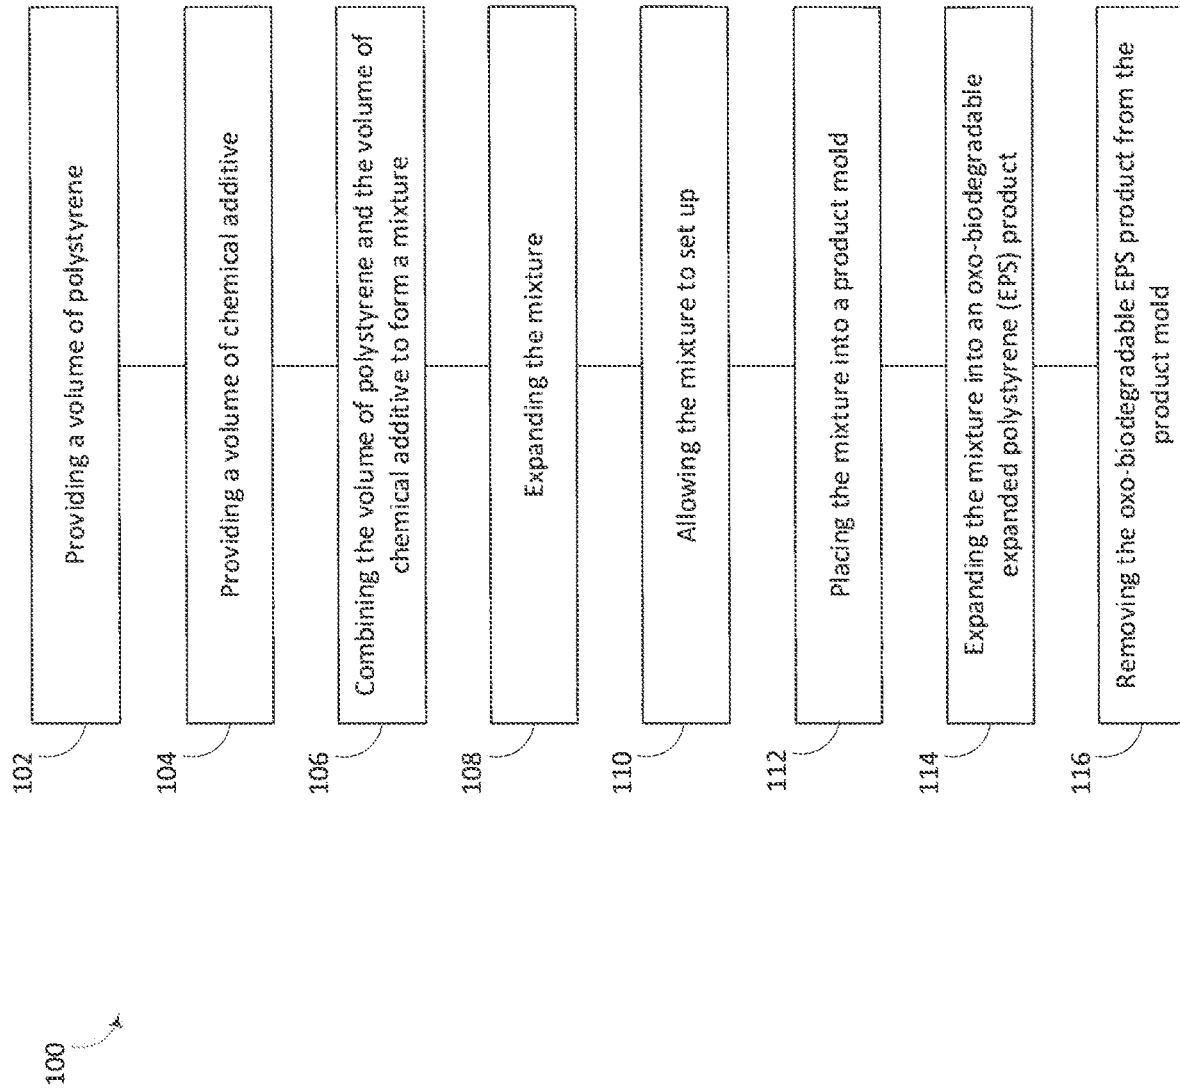 100
102
Providing a volume of polystyrene
104
Providing a volume of chemical additive
106
Combining the volume of polystyrene and the volume of
chemical additive to form a mixture
108
Expanding the mixture
110
Allowing the mixture to set up
112
Placing the mixture into a product mold
114
Expanding the mixture into an oxo-biodegradable
expanded polystyrene (EPS) product
116
Removing the oxo-biodegradable EPS product from the
product mold